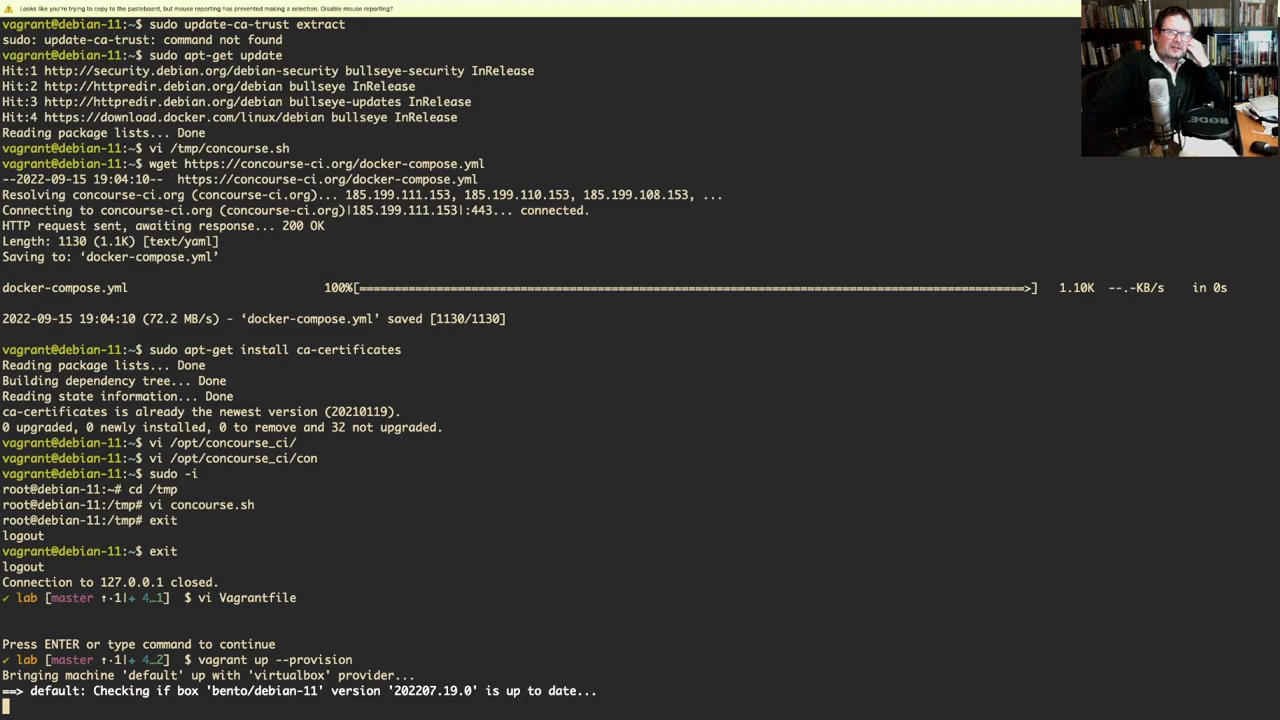 Looks like you're trying to copy to the pasteboard, but mouse reporting has prevented making a selection. Disable mouse reporting?
vagrant@debian-11:~$ sudo update-ca-trust extract
sudo: update-ca-trust: command not found
vagrant@debian-11:~$ sudo apt-get update
Hit:1 http://security.debian.org/debian-security bullseye-security InRelease
Hit:2 http://httpredir.debian.org/debian bullseye InRelease
Hit:3 http://httpredir.debian.org/debian bullseye-updates InRelease
Hit:4 https://download.docker.com/linux/debian bullseye InRelease
Reading package lists... Done
vagrant@debian-11:~$ vi /tmp/concourse.sh
vagrant@debian-11:~$ wget https://concourse-ci.org/docker-compose.yml
--2022-09-15 19:04:10--  https://concourse-ci.org/docker-compose.yml
Resolving concourse-ci.org (concourse-ci.org)... 185.199.111.153, 185.199.110.153, 185.199.108.153, ...
Connecting to concourse-ci.org (concourse-ci.org)|185.199.111.153|:443... connected.
HTTP request sent, awaiting response... 200 OK
Length: 1130 (1.1K) [text/yaml]
Saving to: ‘docker-compose.yml’
docker-compose.yml 100%[=====================================================================================>] 1.10K --.-KB/s in 0s
2022-09-15 19:04:10 (72.2 MB/s) - ‘docker-compose.yml’ saved [1130/1130]
vagrant@debian-11:~$ sudo apt-get install ca-certificates
Reading package lists... Done
Building dependency tree... Done
Reading state information... Done
ca-certificates is already the newest version (20210119).
0 upgraded, 0 newly installed, 0 to remove and 32 not upgraded.
vagrant@debian-11:~$ vi /opt/concourse_ci/
vagrant@debian-11:~$ vi /opt/concourse_ci/con
vagrant@debian-11:~$ sudo -i
root@debian-11:~# cd /tmp
root@debian-11:/tmp# vi concourse.sh
root@debian-11:/tmp# exit
logout
vagrant@debian-11:~$ exit
logout
Connection to 127.0.0.1 closed.
✔ lab [master ↑·1|+ 4…1]  $ vi Vagrantfile
Press ENTER or type command to continue
✔ lab [master ↑·1|+ 4…2]  $ vagrant up --provision
Bringing machine 'default' up with 'virtualbox' provider...
==> default: Checking if box 'bento/debian-11' version '202207.19.0' is up to date...
RØDE